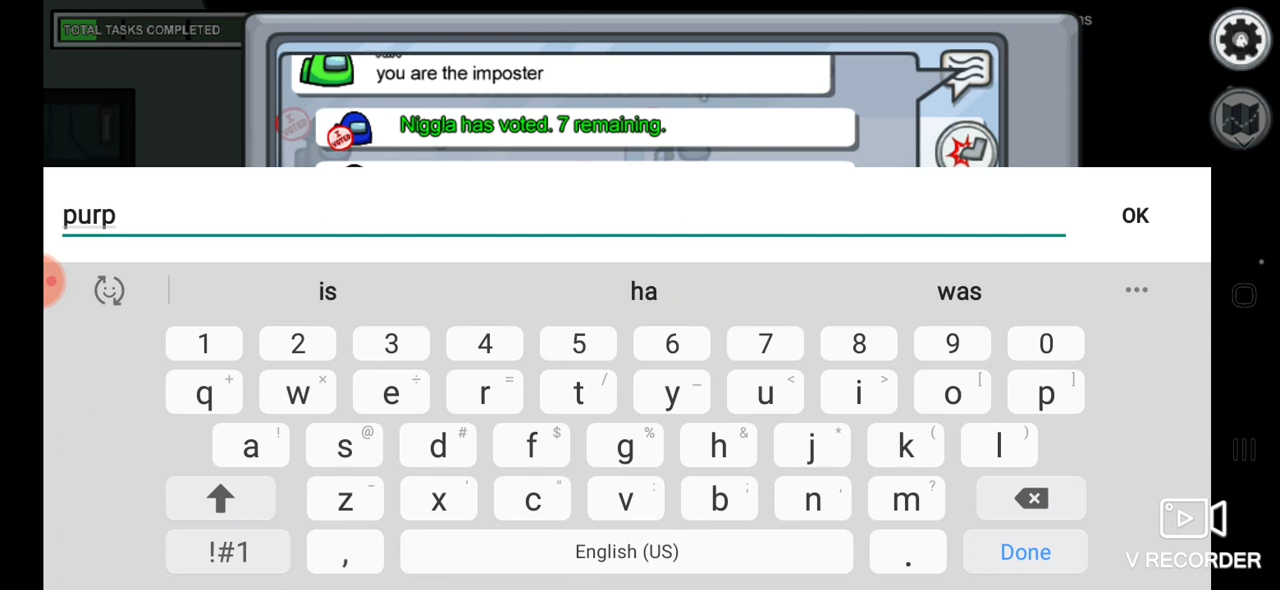 TOTAL TASKS COMPLETED
you are the imposter
I VOTED
Niggla has voted. 7 remaining.
purp
OK
is ha was
1 2 3 4 5 6 7 8 9 0
q + w × e ÷ r = t / y _ u < i > o [ p ]
a ! s @ d # f $ g % h & j * k ( l )
z - x ' c " v : b ; n , m ?
!#1 , English (US) . Done
V RECORDER